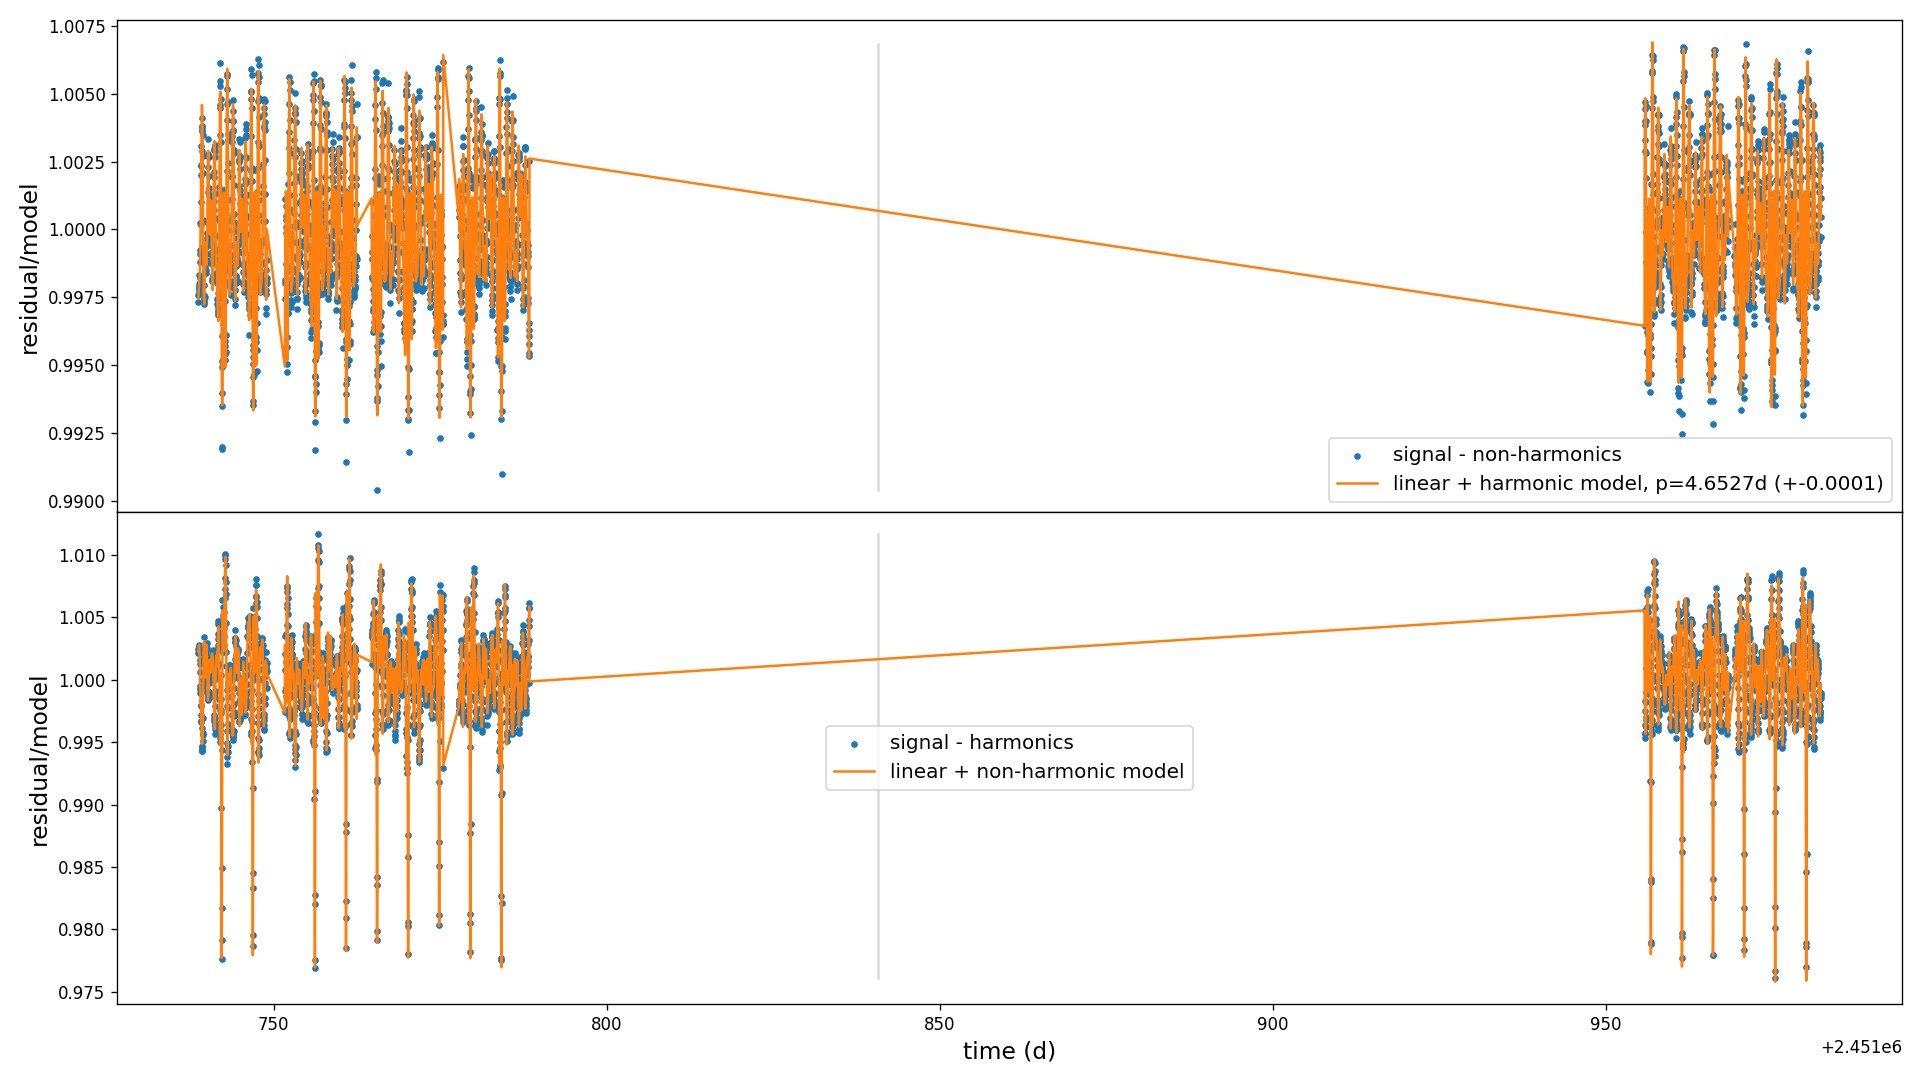 1.0075
1.0050
1.0025
1.0000
0.9975
0.9950
0.9925
0.9900
residual/model
signal - non-harmonics
linear + harmonic model, p=4.6527d (+-0.0001)
1.010
1.005
1.000
0.995
0.990
0.985
0.980
0.975
residual/model
signal - harmonics
linear + non-harmonic model
750
800
850
900
950
time (d)
+2.451e6